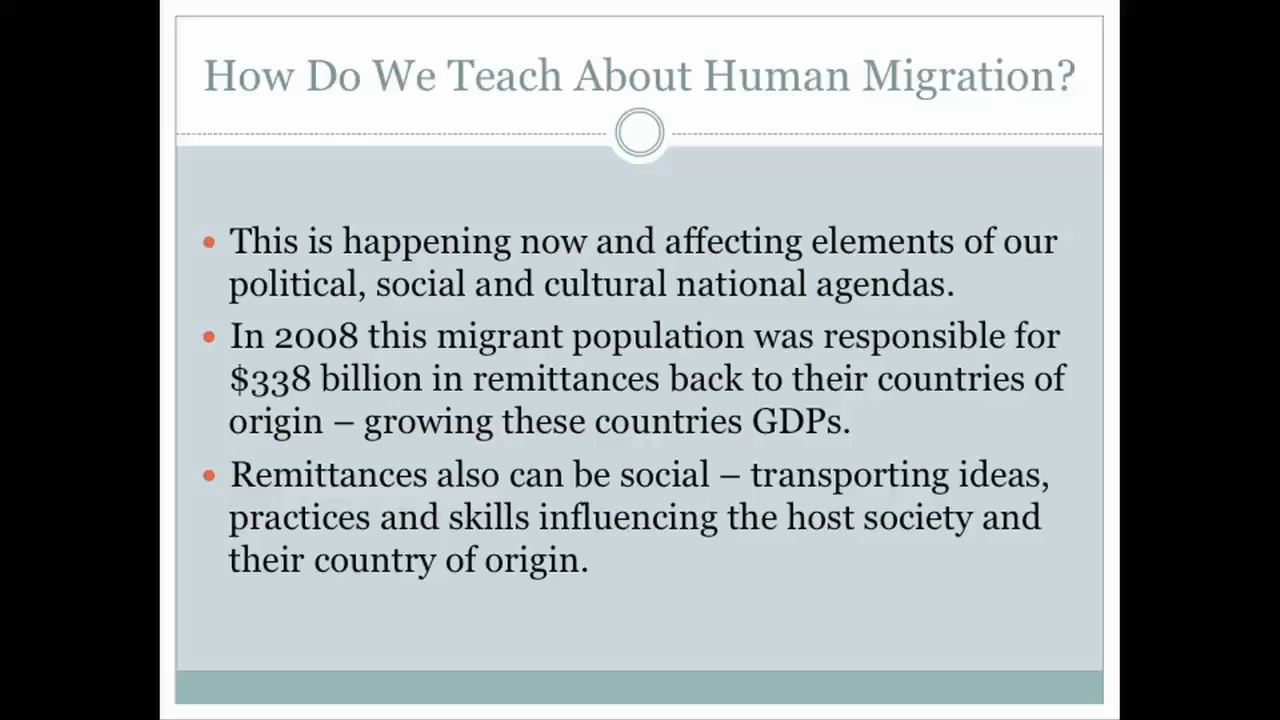 How Do We Teach About Human Migration?
• This is happening now and affecting elements of our
political, social and cultural national agendas.
• In 2008 this migrant population was responsible for
$338 billion in remittances back to their countries of
origin – growing these countries GDPs.
• Remittances also can be social – transporting ideas,
practices and skills influencing the host society and
their country of origin.